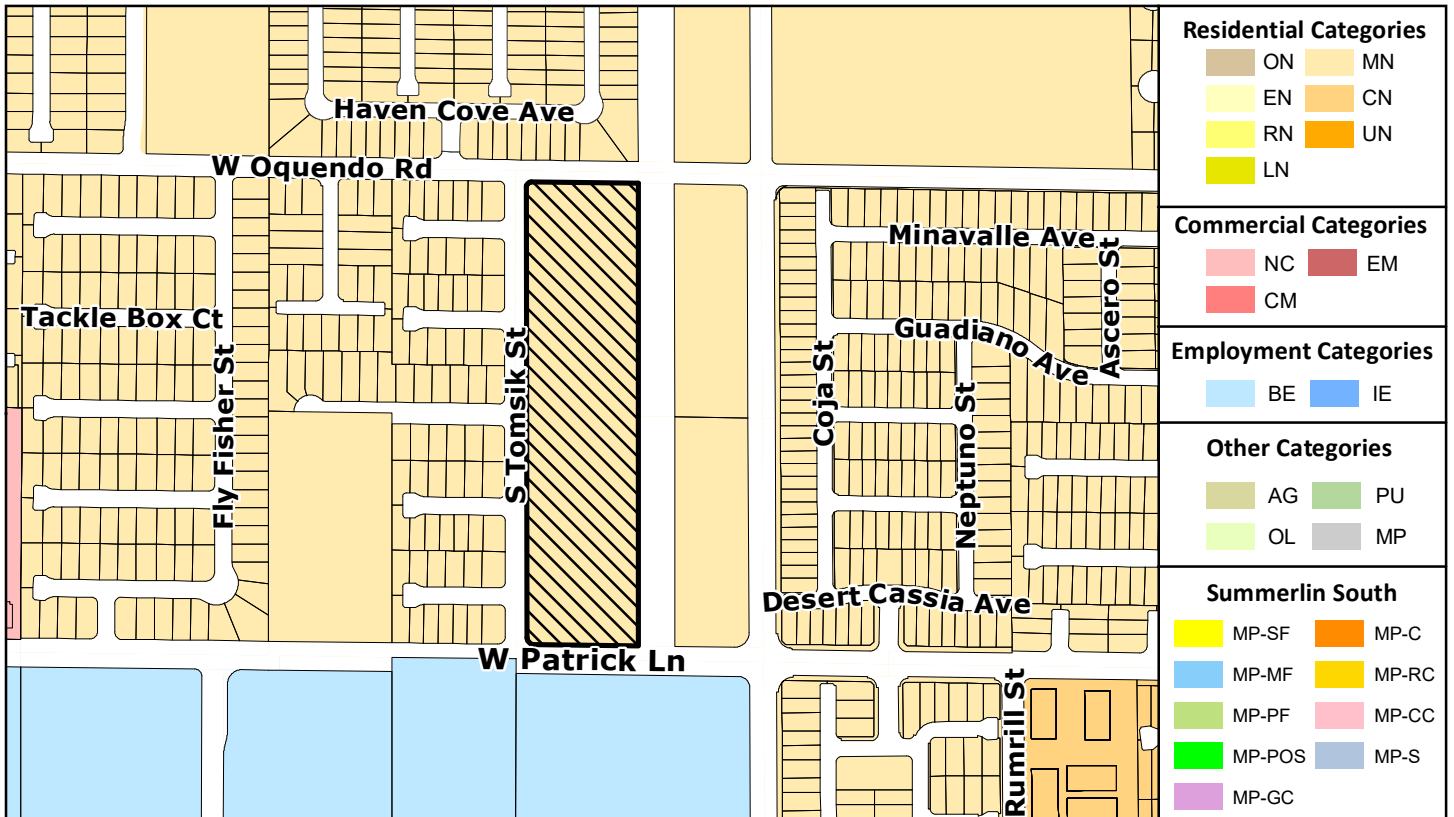 Haven Cove Ave
W Oquendo Rd
Minavalle Ave
Ascero St
Tackle Box Ct
Guadiano Ave
Fly Fisher St
S Tomsik St
Coja St
Neptuno St
Desert Cassia Ave
W Patrick Ln
Rumrill St
Residential Categories
ON MN
EN CN
RN UN
LN
Commercial Categories
NC EM
CM
Employment Categories
BE IE
Other Categories
AG PU
OL MP
Summerlin South
MP-SF MP-C
MP-MF MP-RC
MP-PF MP-CC
MP-POS MP-S
MP-GC